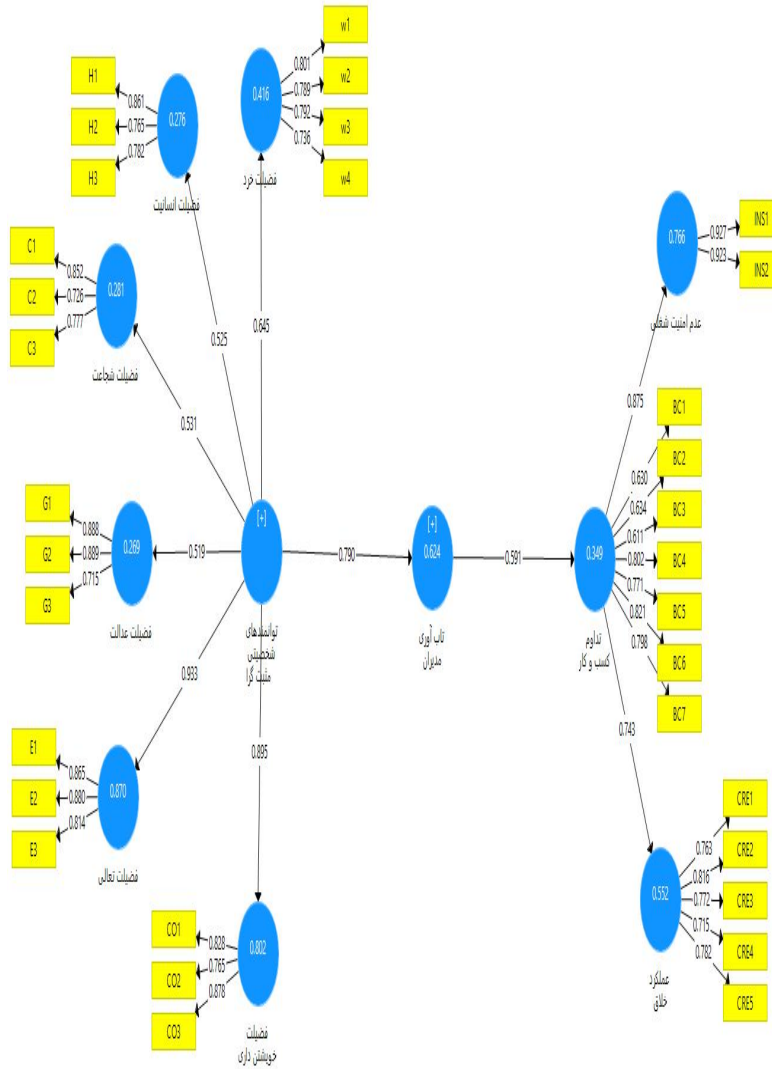 w1
w2
w3
w4
0.801
0.789
0.792
0.736
0.416
فضیلت خرد
H1
H2
H3
0.861
0.765
0.782
0.276
فضیلت انسانیت
0.645
0.525
C1
C2
C3
0.852
0.726
0.777
0.281
فضیلت شجاعت
0.531
G1
G2
G3
0.888
0.889
0.715
0.269
فضیلت عدالت
0.519
[+]
توانمندهای
شخصیتی
مثبت گرا
0.790
[+]
0.624
تاب آوری
مدیران
0.591
0.349
تداوم
کسب و کار
INS1
INS2
0.927
0.923
0.766
عدم امنیت شغلی
0.875
BC1
BC2
BC3
BC4
BC5
BC6
BC7
0.630
0.634
0.611
0.802
0.771
0.821
0.798
0.743
E1
E2
E3
0.865
0.880
0.814
0.870
فضیلت تعالی
0.933
0.895
CO1
CO2
CO3
0.828
0.765
0.878
0.802
فضیلت
خویشتن داری
CRE1
CRE2
CRE3
CRE4
CRE5
0.763
0.816
0.772
0.715
0.782
0.552
عملکرد
خلاق